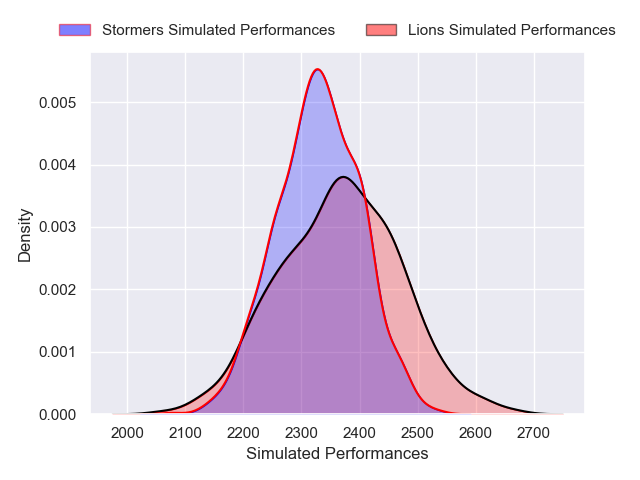 Stormers Simulated Performances Lions Simulated Performances
0.005
0.004
0.003
0.002
0.001
0.000
Density
2000 2100 2200 2300 2400 2500 2600 2700
Simulated Performances